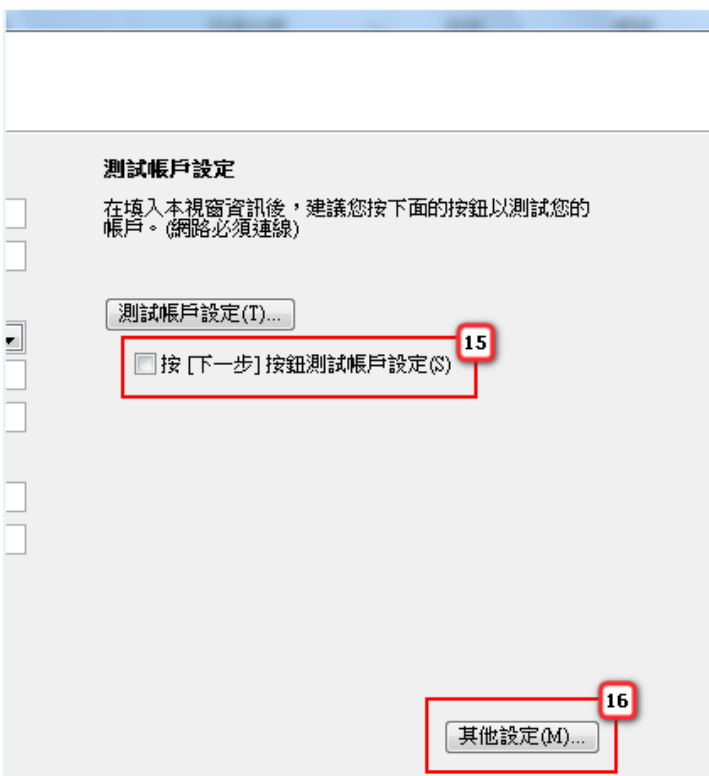 測試帳戶設定
在填入本視窗資訊後，建議您按下面的按鈕以測試您的
帳戶。(網路必須連線)
測試帳戶設定(T)...
15
按 [下一步] 按鈕測試帳戶設定(S)
16
其他設定(M)...